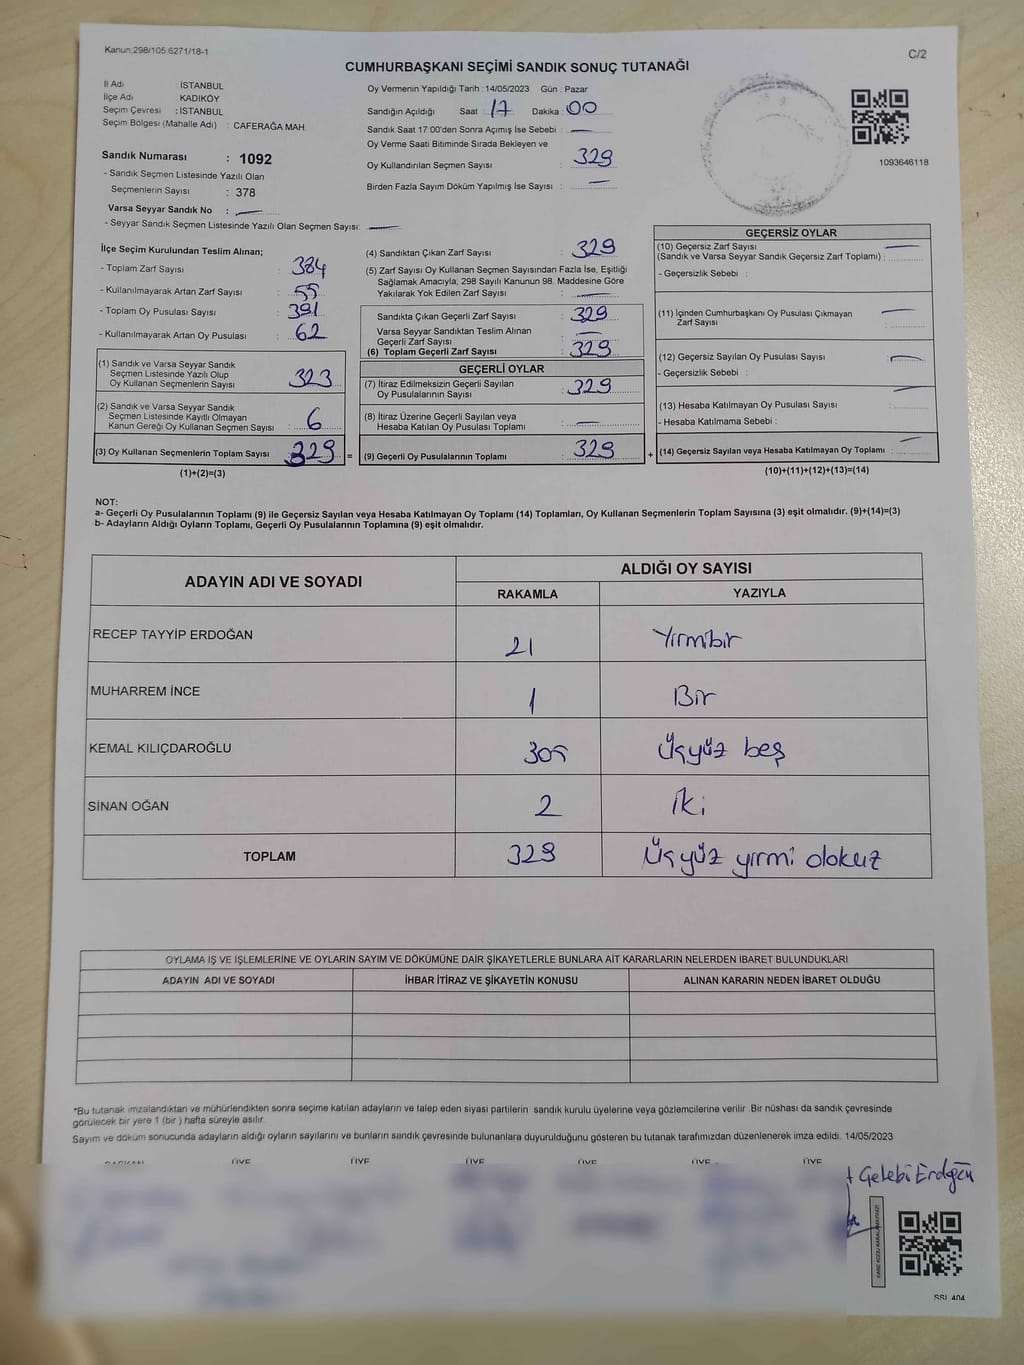 Kanun:298/105 6271/18-1
C/2
CUMHURBAŞKANI SEÇİMİ SANDIK SONUÇ TUTANAĞI
İl Adı : İSTANBUL
İlçe Adı : KADIKÖY
Seçim Çevresi : İSTANBUL
Seçim Bölgesi (Mahalle Adı) : CAFERAĞA MAH.
Sandık Numarası : 1092
- Sandık Seçmen Listesinde Yazılı Olan
Seçmenlerin Sayısı : 378
Varsa Seyyar Sandık No :
- Seyyar Sandık Seçmen Listesinde Yazılı Olan Seçmen Sayısı:
Oy Vermenin Yapıldığı Tarih : 14/05/2023 Gün : Pazar
Sandığın Açıldığı Saat 17 Dakika : 00
Sandık Saat 17:00'den Sonra Açımış İse Sebebi :
Oy Verme Saati Bitiminde Sırada Bekleyen ve
Oy Kullandırılan Seçmen Sayısı : 329
Birden Fazla Sayım Döküm Yapılmış İse Sayısı :
1093646118
İlçe Seçim Kurulundan Teslim Alınan;
- Toplam Zarf Sayısı : 384
- Kullanılmayarak Artan Zarf Sayısı : 55
- Toplam Oy Pusulası Sayısı : 391
- Kullanılmayarak Artan Oy Pusulası : 62
(1) Sandık ve Varsa Seyyar Sandık
Seçmen Listesinde Yazılı Olup
Oy Kullanan Seçmenlerin Sayısı : 323
(2) Sandık ve Varsa Seyyar Sandık
Seçmen Listesinde Kayıtlı Olmayan
Kanun Gereği Oy Kullanan Seçmen Sayısı : 6
(3) Oy Kullanan Seçmenlerin Toplam Sayısı : 329 =
(1)+(2)=(3)
(4) Sandıktan Çıkan Zarf Sayısı : 329
(5) Zarf Sayısı Oy Kullanan Seçmen Sayısından Fazla İse, Eşitliği
Sağlamak Amacıyla; 298 Sayılı Kanunun 98. Maddesine Göre
Yakılarak Yok Edilen Zarf Sayısı :
Sandıkta Çıkan Geçerli Zarf Sayısı : 329
Varsa Seyyar Sandıktan Teslim Alınan
Geçerli Zarf Sayısı :
(6) Toplam Geçerli Zarf Sayısı : 329
GEÇERLİ OYLAR
(7) İtiraz Edilmeksizin Geçerli Sayılan
Oy Pusulalarının Sayısı : 329
(8) İtiraz Üzerine Geçerli Sayılan veya
Hesaba Katılan Oy Pusulası Toplamı :
(9) Geçerli Oy Pusulalarının Toplamı : 329 +
GEÇERSİZ OYLAR
(10) Geçersiz Zarf Sayısı
(Sandık ve Varsa Seyyar Sandık Geçersiz Zarf Toplamı) :
- Geçersizlik Sebebi :
(11) İçinden Cumhurbaşkanı Oy Pusulası Çıkmayan
Zarf Sayısı :
(12) Geçersiz Sayılan Oy Pusulası Sayısı :
- Geçersizlik Sebebi :
(13) Hesaba Katılmayan Oy Pusulası Sayısı :
- Hesaba Katılmama Sebebi :
(14) Geçersiz Sayılan veya Hesaba Katılmayan Oy Toplamı :
(10)+(11)+(12)+(13)=(14)
NOT:
a- Geçerli Oy Pusulalarının Toplamı (9) ile Geçersiz Sayılan veya Hesaba Katılmayan Oy Toplamı (14) Toplamları, Oy Kullanan Seçmenlerin Toplam Sayısına (3) eşit olmalıdır. (9)+(14)=(3)
b- Adayların Aldığı Oyların Toplamı, Geçerli Oy Pusulalarının Toplamına (9) eşit olmalıdır.
ADAYIN ADI VE SOYADI
ALDIĞI OY SAYISI
RAKAMLA YAZIYLA
RECEP TAYYİP ERDOĞAN 21 Yirmibir
MUHARREM İNCE 1 Bir
KEMAL KILIÇDAROĞLU 305 Üçyüz beş
SİNAN OĞAN 2 İki
TOPLAM 329 Üçyüz yirmi dokuz
OYLAMA İŞ VE İŞLEMLERİNE VE OYLARIN SAYIM VE DÖKÜMÜNE DAİR ŞİKAYETLERLE BUNLARA AİT KARARLARIN NELERDEN İBARET BULUNDUKLARI
ADAYIN ADI VE SOYADI İHBAR İTİRAZ VE ŞİKAYETİN KONUSU ALINAN KARARIN NEDEN İBARET OLDUĞU
*Bu tutanak imzalandıktan ve mühürlendikten sonra seçime katılan adayların ve talep eden siyasi partilerin sandık kurulu üyelerine veya gözlemcilerine verilir .Bir nüshası da sandık çevresinde
görülecek bir yere 1 (bir ) hafta süreyle asılır.
Sayım ve döküm sonucunda adayların aldığı oyların sayılarını ve bunların sandık çevresinde bulunanlara duyurulduğunu gösteren bu tutanak tarafımızdan düzenlenerek imza edildi. 14/05/2023
BAŞKAN ÜYE ÜYE ÜYE ÜYE ÜYE ÜYE